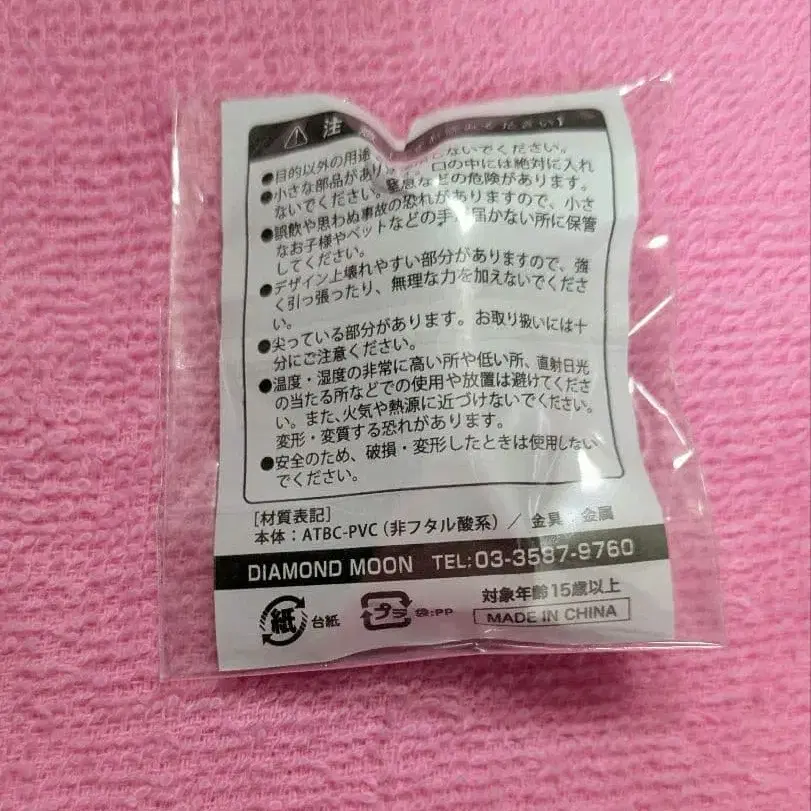 ⚠ 注
●目的以外の用途 しないでください。
●小さな部品があり 口の中には絶対に入れ
ないでください。窒息などの危険があります。
●誤飲や思わぬ事故の恐れがありますので、小さ
なお子様やペットなどの手の届かない所に保管
してください。
●デザイン上壊れやすい部分がありますので、強
く引っ張ったり、無理な力を加えないでくださ
い。
●尖っている部分があります。お取り扱いには十
分にご注意ください。
●温度・湿度の非常に高い所や低い所、直射日光
の当たる所などでの使用や放置は避けてくださ
い。また、火気や熱源に近づけないでください。
変形・変質する恐れがあります。
●安全のため、破損・変形したときは使用しない
でください。
[材質表記]
本体:ATBC-PVC(非フタル酸系)/ 金具:金属
DIAMOND MOON TEL:03-3587-9760
紙 台紙 プラ 袋:PP 対象年齢15歳以上
MADE IN CHINA